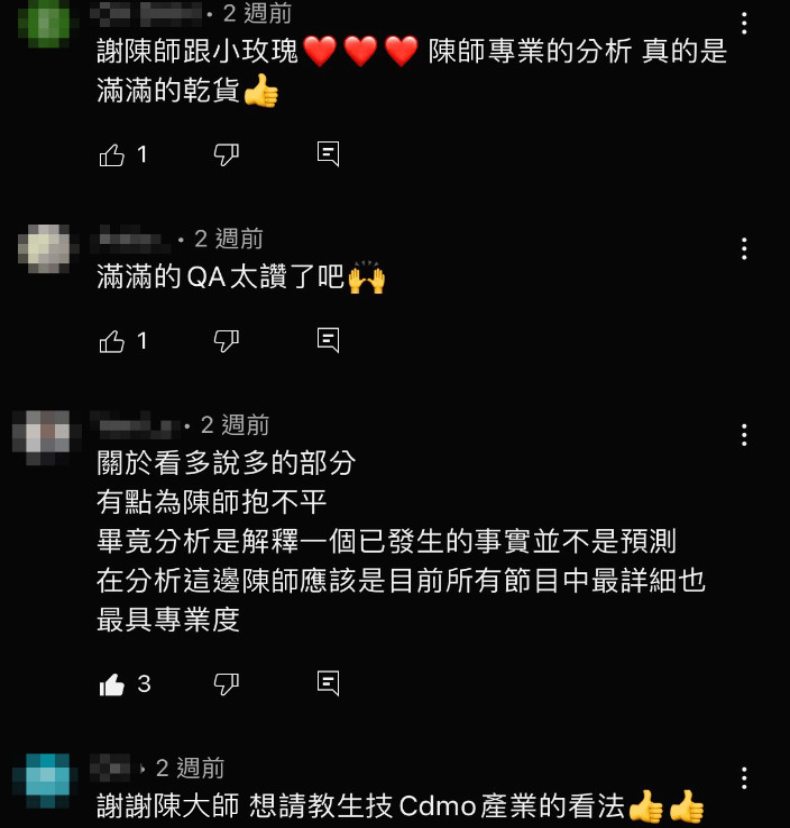 · 2 週前
謝陳師跟小玫瑰❤️❤️❤️ 陳師專業的分析 真的是
滿滿的乾貨👍
1
· 2 週前
滿滿的QA太讚了吧🙌
1
· 2 週前
關於看多說多的部分
有點為陳師抱不平
畢竟分析是解釋一個已發生的事實並不是預測
在分析這邊陳師應該是目前所有節目中最詳細也
最具專業度
3
· 2 週前
謝謝陳大師 想請教生技Cdmo產業的看法👍👍